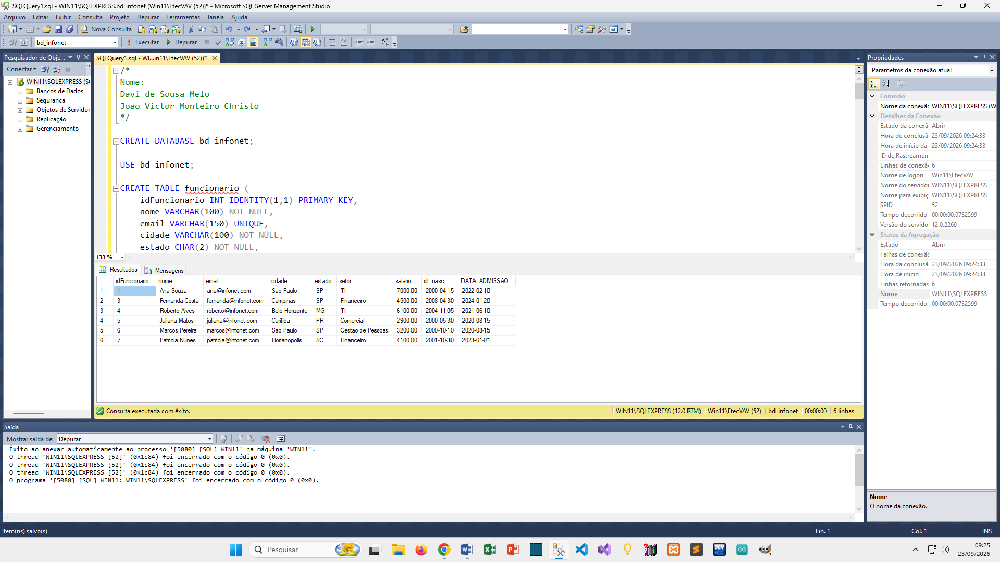 SQLQuery1.sql - WIN11\SQLEXPRESS.bd_infonet (Win11\EtecVAV (52))* - Microsoft SQL Server Management Studio
Arquivo Editar Exibir Consulta Projeto Depurar Ferramentas Janela Ajuda
Nova Consulta
bd_infonet Executar Depurar
Pesquisador de Obje...
Conectar
WIN11\SQLEXPRESS (SQ
Bancos de Dados
Segurança
Objetos de Servidor
Replicação
Gerenciamento
SQLQuery1.sql - WI...in11\EtecVAV (52))*
/*
Nome:
Davi de Sousa Melo
Joao Victor Monteiro Christo
*/
CREATE DATABASE bd_infonet;
USE bd_infonet;
CREATE TABLE funcionario (
idFuncionario INT IDENTITY(1,1) PRIMARY KEY,
nome VARCHAR(100) NOT NULL,
email VARCHAR(150) UNIQUE,
cidade VARCHAR(100) NOT NULL,
estado CHAR(2) NOT NULL,
133 %
Resultados Mensagens
idFuncionario nome email cidade estado setor salario dt_nasc DATA_ADMISSAO
1 1 Ana Souza ana@infonet.com Sao Paulo SP TI 7000.00 2000-04-15 2022-02-10
2 3 Fernanda Costa fernanda@infonet.com Campinas SP Financeiro 4500.00 2008-04-30 2024-01-20
3 4 Roberto Alves roberto@infonet.com Belo Horizonte MG TI 6100.00 2004-11-05 2021-06-10
4 5 Juliana Matos juliana@infonet.com Curitiba PR Comercial 2900.00 2000-05-30 2020-08-15
5 6 Marcos Pereira marcos@infonet.com Sao Paulo SP Gestao de Pessoas 3200.00 2000-10-10 2020-08-15
6 7 Patricia Nunes patricia@infonet.com Florianopolis SC Financeiro 4100.00 2001-10-30 2023-01-01
Consulta executada com êxito. WIN11\SQLEXPRESS (12.0 RTM) Win11\EtecVAV (52) bd_infonet 00:00:00 6 linhas
Propriedades
Parâmetros da conexão atual
Conexão
Nome da conexão WIN11\SQLEXPRESS (W
Detalhes da Conexão
Estado da conexão Abrir
Hora de conclusã 23/09/2026 09:24:33
Hora de início da 23/09/2026 09:24:33
ID de Rastreament
Linhas de conexão 6
Nome de logon Win11\EtecVAV
Nome do servidor WIN11\SQLEXPRESS
Nome para exibiç WIN11\SQLEXPRESS
SPID 52
Tempo decorrido 00:00:00.0732599
Versão do servidor 12.0.2269
Status da Agregação
Estado Abrir
Falhas de conexão
Hora da conclusã 23/09/2026 09:24:33
Hora de início 23/09/2026 09:24:33
Linhas retornadas 6
Nome WIN11\SQLEXPRESS
Tempo decorrido 00:00:00.0732599
Nome
O nome da conexão.
Saída
Mostrar saída de: Depurar
Êxito ao anexar automaticamente ao processo '[5080] [SQL] WIN11' na máquina 'WIN11'.
O thread 'WIN11\SQLEXPRESS [52]' (0x1c84) foi encerrado com o código 0 (0x0).
O thread 'WIN11\SQLEXPRESS [52]' (0x1c84) foi encerrado com o código 0 (0x0).
O thread 'WIN11\SQLEXPRESS [52]' (0x1c84) foi encerrado com o código 0 (0x0).
O programa '[5080] [SQL] WIN11: WIN11\SQLEXPRESS' foi encerrado com o código 0 (0x0).
Item(ns) salvo(s) Lin. 1 Col. 1 INS
Pesquisar
09:25
23/09/2026